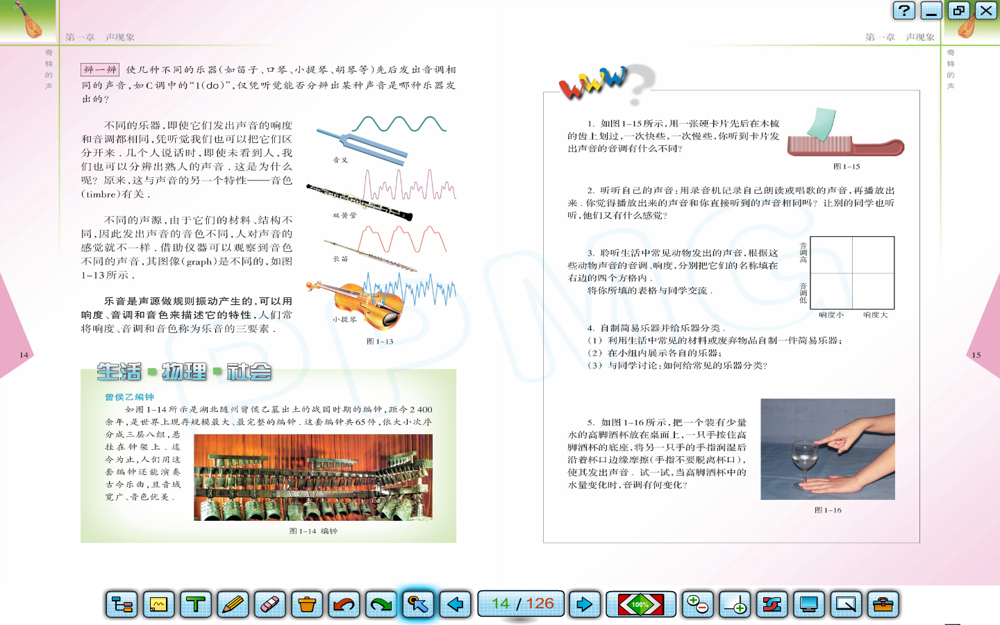 第一章 声现象
奇特的声
辨一辨 使几种不同的乐器(如笛子、口琴、小提琴、胡琴等)先后发出音调相
同的声音,如C调中的“1(do)”,仅凭听觉能否分辨出某种声音是哪种乐器发
出的?
不同的乐器,即使它们发出声音的响度
和音调都相同,凭听觉我们也可以把它们区
分开来.几个人说话时,即使未看到人,我
们也可以分辨出熟人的声音.这是为什么
呢? 原来,这与声音的另一个特性——音色
(timbre)有关.
不同的声源,由于它们的材料、结构不
同,因此发出声音的音色不同,人对声音的
感觉就不一样.借助仪器可以观察到音色
不同的声音,其图像(graph)是不同的,如图
1-13所示.
乐音是声源做规则振动产生的,可以用
响度、音调和音色来描述它的特性,人们常
将响度、音调和音色称为乐音的三要素.
音叉
双簧管
长笛
小提琴
图1-13
14
生活·物理·社会
曾侯乙编钟
如图1-14所示是湖北随州曾侯乙墓出土的战国时期的编钟,距今2 400
余年,是世界上现存规模最大、最完整的编钟.这套编钟共65件,依大小次序
分成三层八组,悬
挂在钟架上.迄
今为止,人们用这
套编钟还能演奏
古今乐曲,且音域
宽广、音色优美.
图1-14 编钟
第一章 声现象
奇特的声
WWW?
1. 如图1-15所示,用一张硬卡片先后在木梳
的齿上划过,一次快些,一次慢些,你听到卡片发
出声音的音调有什么不同?
图1-15
2. 听听自己的声音:用录音机记录自己朗读或唱歌的声音,再播放出
来.你觉得播放出来的声音和你直接听到的声音相同吗? 让别的同学也听
听,他们又有什么感觉?
3. 聆听生活中常见动物发出的声音,根据这
些动物声音的音调、响度,分别把它们的名称填在
右边的四个方格内.
将你所填的表格与同学交流.
音调高
音调低
响度小 响度大
4. 自制简易乐器并给乐器分类.
(1) 利用生活中常见的材料或废弃物品自制一件简易乐器;
(2) 在小组内展示各自的乐器;
(3) 与同学讨论:如何给常见的乐器分类?
5. 如图1-16所示,把一个装有少量
水的高脚酒杯放在桌面上,一只手按住高
脚酒杯的底座,将另一只手的手指润湿后
沿着杯口边缘摩擦(手指不要脱离杯口),
使其发出声音. 试一试,当高脚酒杯中的
水量变化时,音调有何变化?
图1-16
15
PPMG
14 / 126
100%